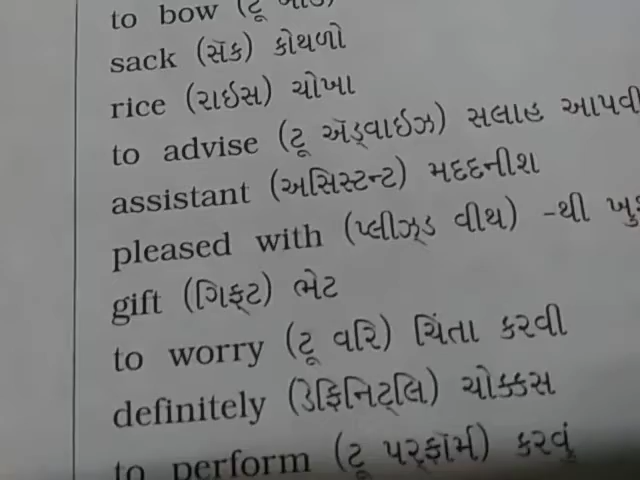 to bow (ટૂ
sack (સૅક) કોથળો
rice (રાઇસ) ચોખા
to advise (ટૂ ઍડ્વાઇઝ) સલાહ આપવી
assistant (અસિસ્ટન્ટ) મદદનીશ
pleased with (પ્લીઝ્ડ વીથ) -થી
gift (ગિફ્ટ) ભેટ
to worry (ટૂ વરિ) ચિંતા કરવી
definitely (ડેફિનિટ્લિ) ચોક્કસ
to perform (ટૂ પર્ફૉર્મ) કરવું